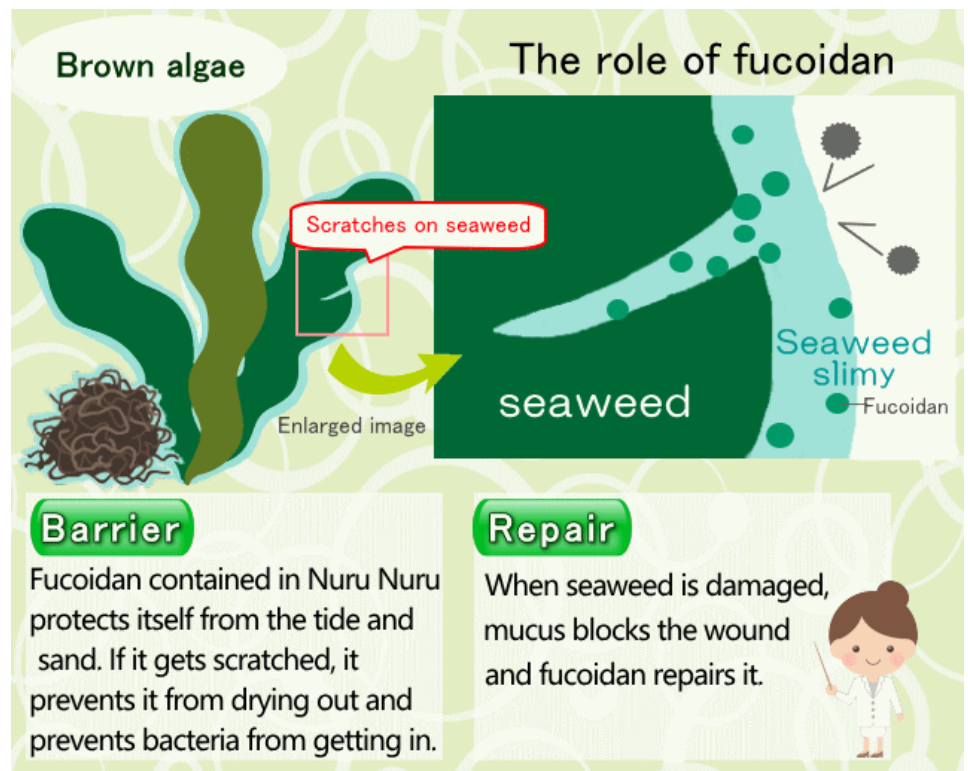 Brown algae
The role of fucoidan
Scratches on seaweed
Enlarged image
seaweed
Seaweed
slimy
Fucoidan
Barrier
Fucoidan contained in Nuru Nuru
protects itself from the tide and
sand. If it gets scratched, it
prevents it from drying out and
prevents bacteria from getting in.
Repair
When seaweed is damaged,
mucus blocks the wound
and fucoidan repairs it.